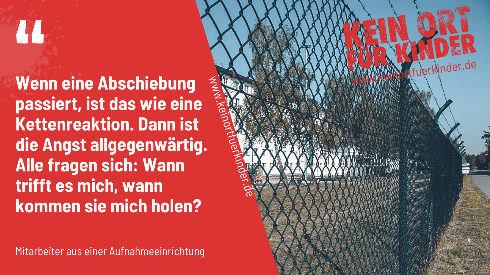 “
Wenn eine Abschiebung
passiert, ist das wie eine
Kettenreaktion. Dann ist
die Angst allgegenwärtig.
Alle fragen sich: Wann
trifft es mich, wann
kommen sie mich holen?
Mitarbeiter aus einer Aufnahmeeinrichtung
KEIN ORT
FÜR KINDER
www.keinortfuerkinder.de
www.keinortfuerkinder.de